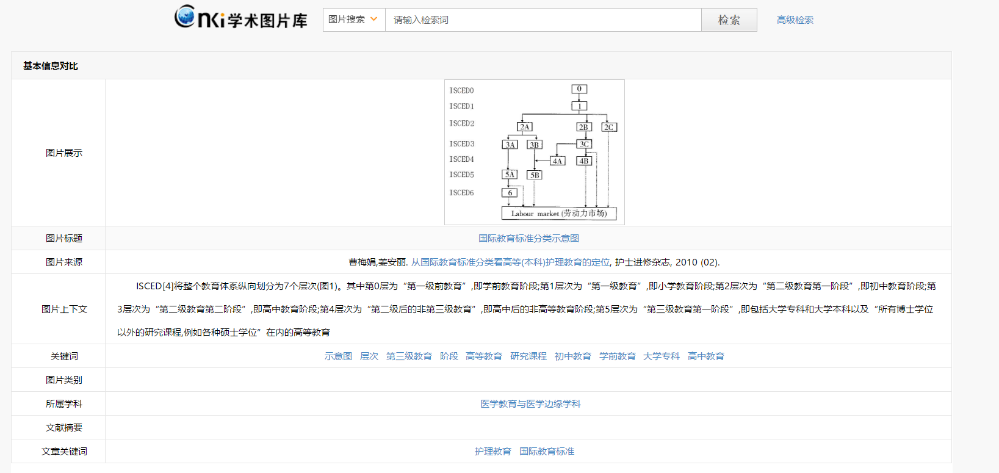 cnki学术图片库
图片搜索 请输入检索词 检索 高级检索
基本信息对比
图片展示
ISCED0 0
ISCED1 1
ISCED2 2A 2B 2C
ISCED3 3A 3B 3C
ISCED4 4A 4B
ISCED5 5A 5B
ISCED6 6
Labour market (劳动力市场)
图片标题 国际教育标准分类示意图
图片来源 曹梅娟,姜安丽. 从国际教育标准分类看高等(本科)护理教育的定位, 护士进修杂志, 2010 (02).
图片上下文
ISCED[4]将整个教育体系纵向划分为7个层次(图1)。其中第0层为“第一级前教育”,即学前教育阶段;第1层次为“第一级教育”,即小学教育阶段;第2层次为“第二级教育第一阶段”,即初中教育阶段;第
3层次为“第二级教育第二阶段”,即高中教育阶段;第4层次为“第二级后的非第三级教育”,即高中后的非高等教育阶段;第5层次为“第三级教育第一阶段”,即包括大学专科和大学本科以及“所有博士学位
以外的研究课程,例如各种硕士学位”在内的高等教育
关键词 示意图 层次 第三级教育 阶段 高等教育 研究课程 初中教育 学前教育 大学专科 高中教育
图片类别
所属学科 医学教育与医学边缘学科
文献摘要
文章关键词 护理教育 国际教育标准